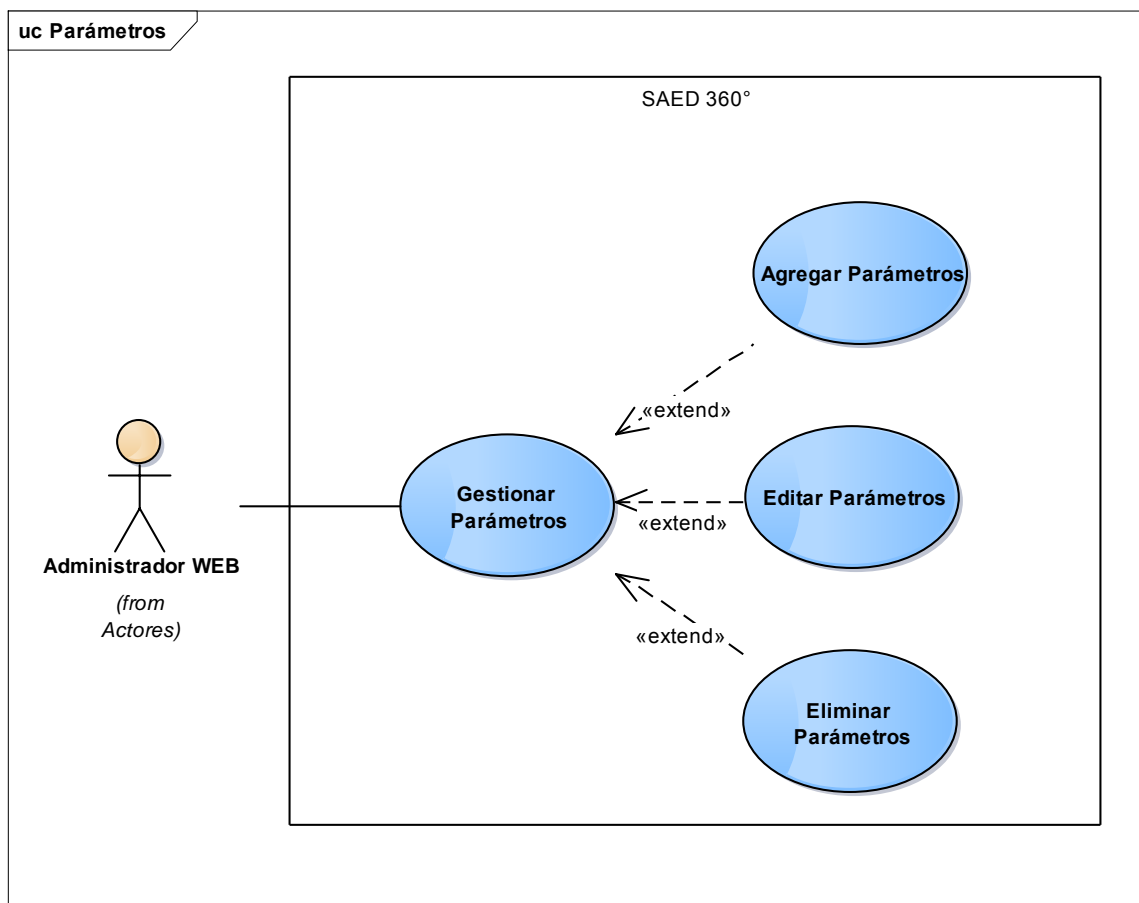 uc Parámetros
SAED 360°
Agregar Parámetros
«extend»
Gestionar
Parámetros
Editar Parámetros
«extend»
Administrador WEB
(from
Actores)
«extend»
Eliminar
Parámetros